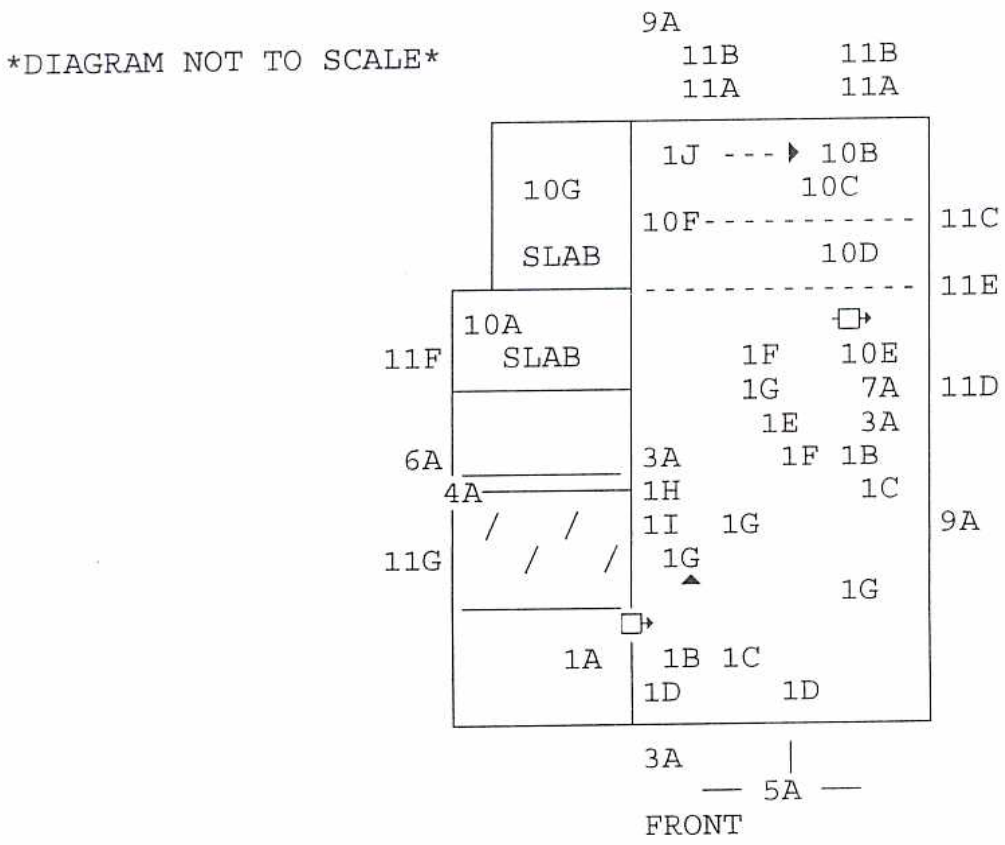 9A
*DIAGRAM NOT TO SCALE*
11B 11B
11A 11A
1J 10B
10G 10C
10F 11C
SLAB 10D
11E
10A
11F SLAB 1F 10E
1G 7A 11D
1E 3A
6A 3A 1F 1B
4A 1H 1C
1I 1G 9A
11G 1G
1G
1A 1B 1C
1D 1D
3A
5A
FRONT